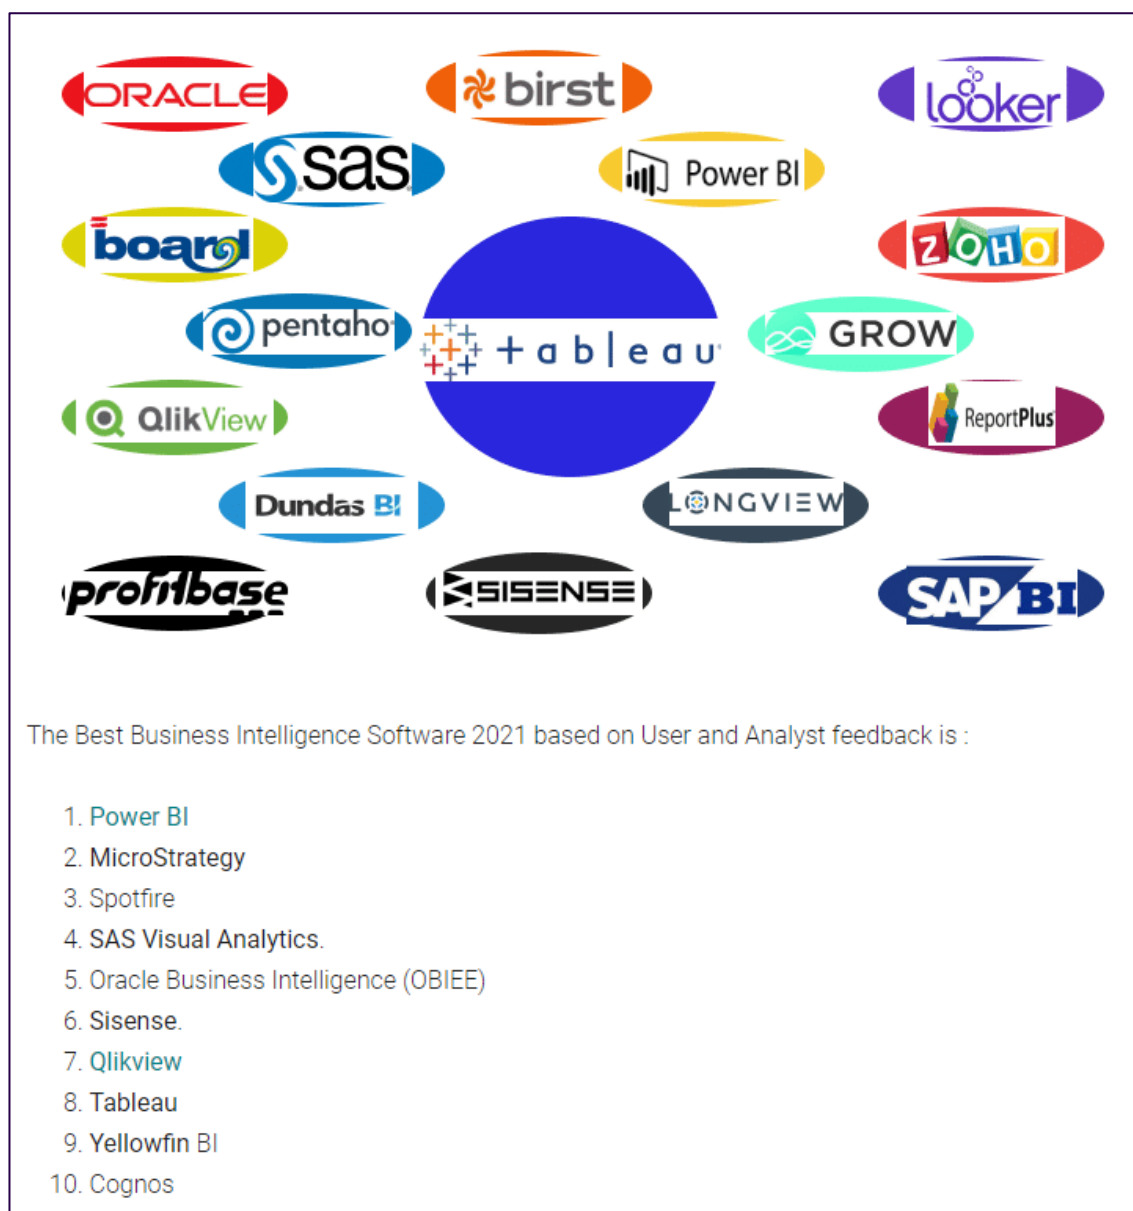 ORACLE
birst
looker
sas
Power BI
board
ZOHO
pentaho
+ableau
GROW
QlikView
ReportPlus
Dundas BI
LONGVIEW
profitbase
SISENSE
SAP BI
The Best Business Intelligence Software 2021 based on User and Analyst feedback is :
1. Power BI
2. MicroStrategy
3. Spotfire
4. SAS Visual Analytics.
5. Oracle Business Intelligence (OBIEE)
6. Sisense.
7. Qlikview
8. Tableau
9. Yellowfin BI
10. Cognos